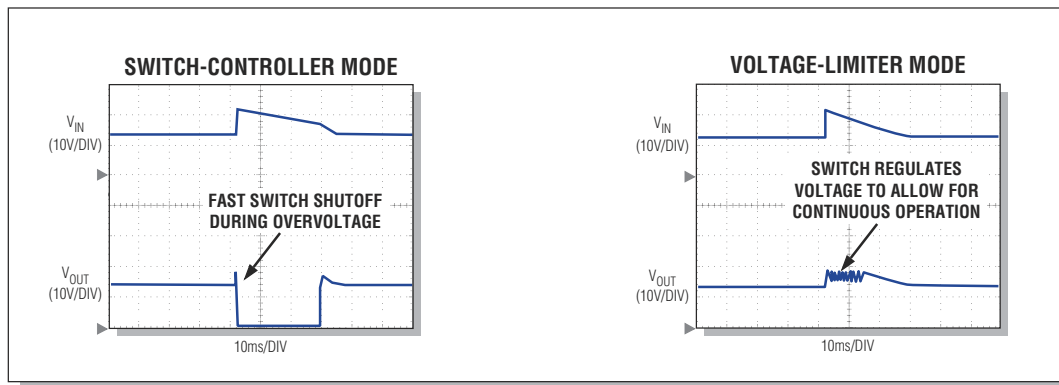 SWITCH-CONTROLLER MODE
VIN
(10V/DIV)
FAST SWITCH SHUTOFF
DURING OVERVOLTAGE
VOUT
(10V/DIV)
10ms/DIV
VOLTAGE-LIMITER MODE
VIN
(10V/DIV)
SWITCH REGULATES
VOLTAGE TO ALLOW FOR
CONTINUOUS OPERATION
VOUT
(10V/DIV)
10ms/DIV